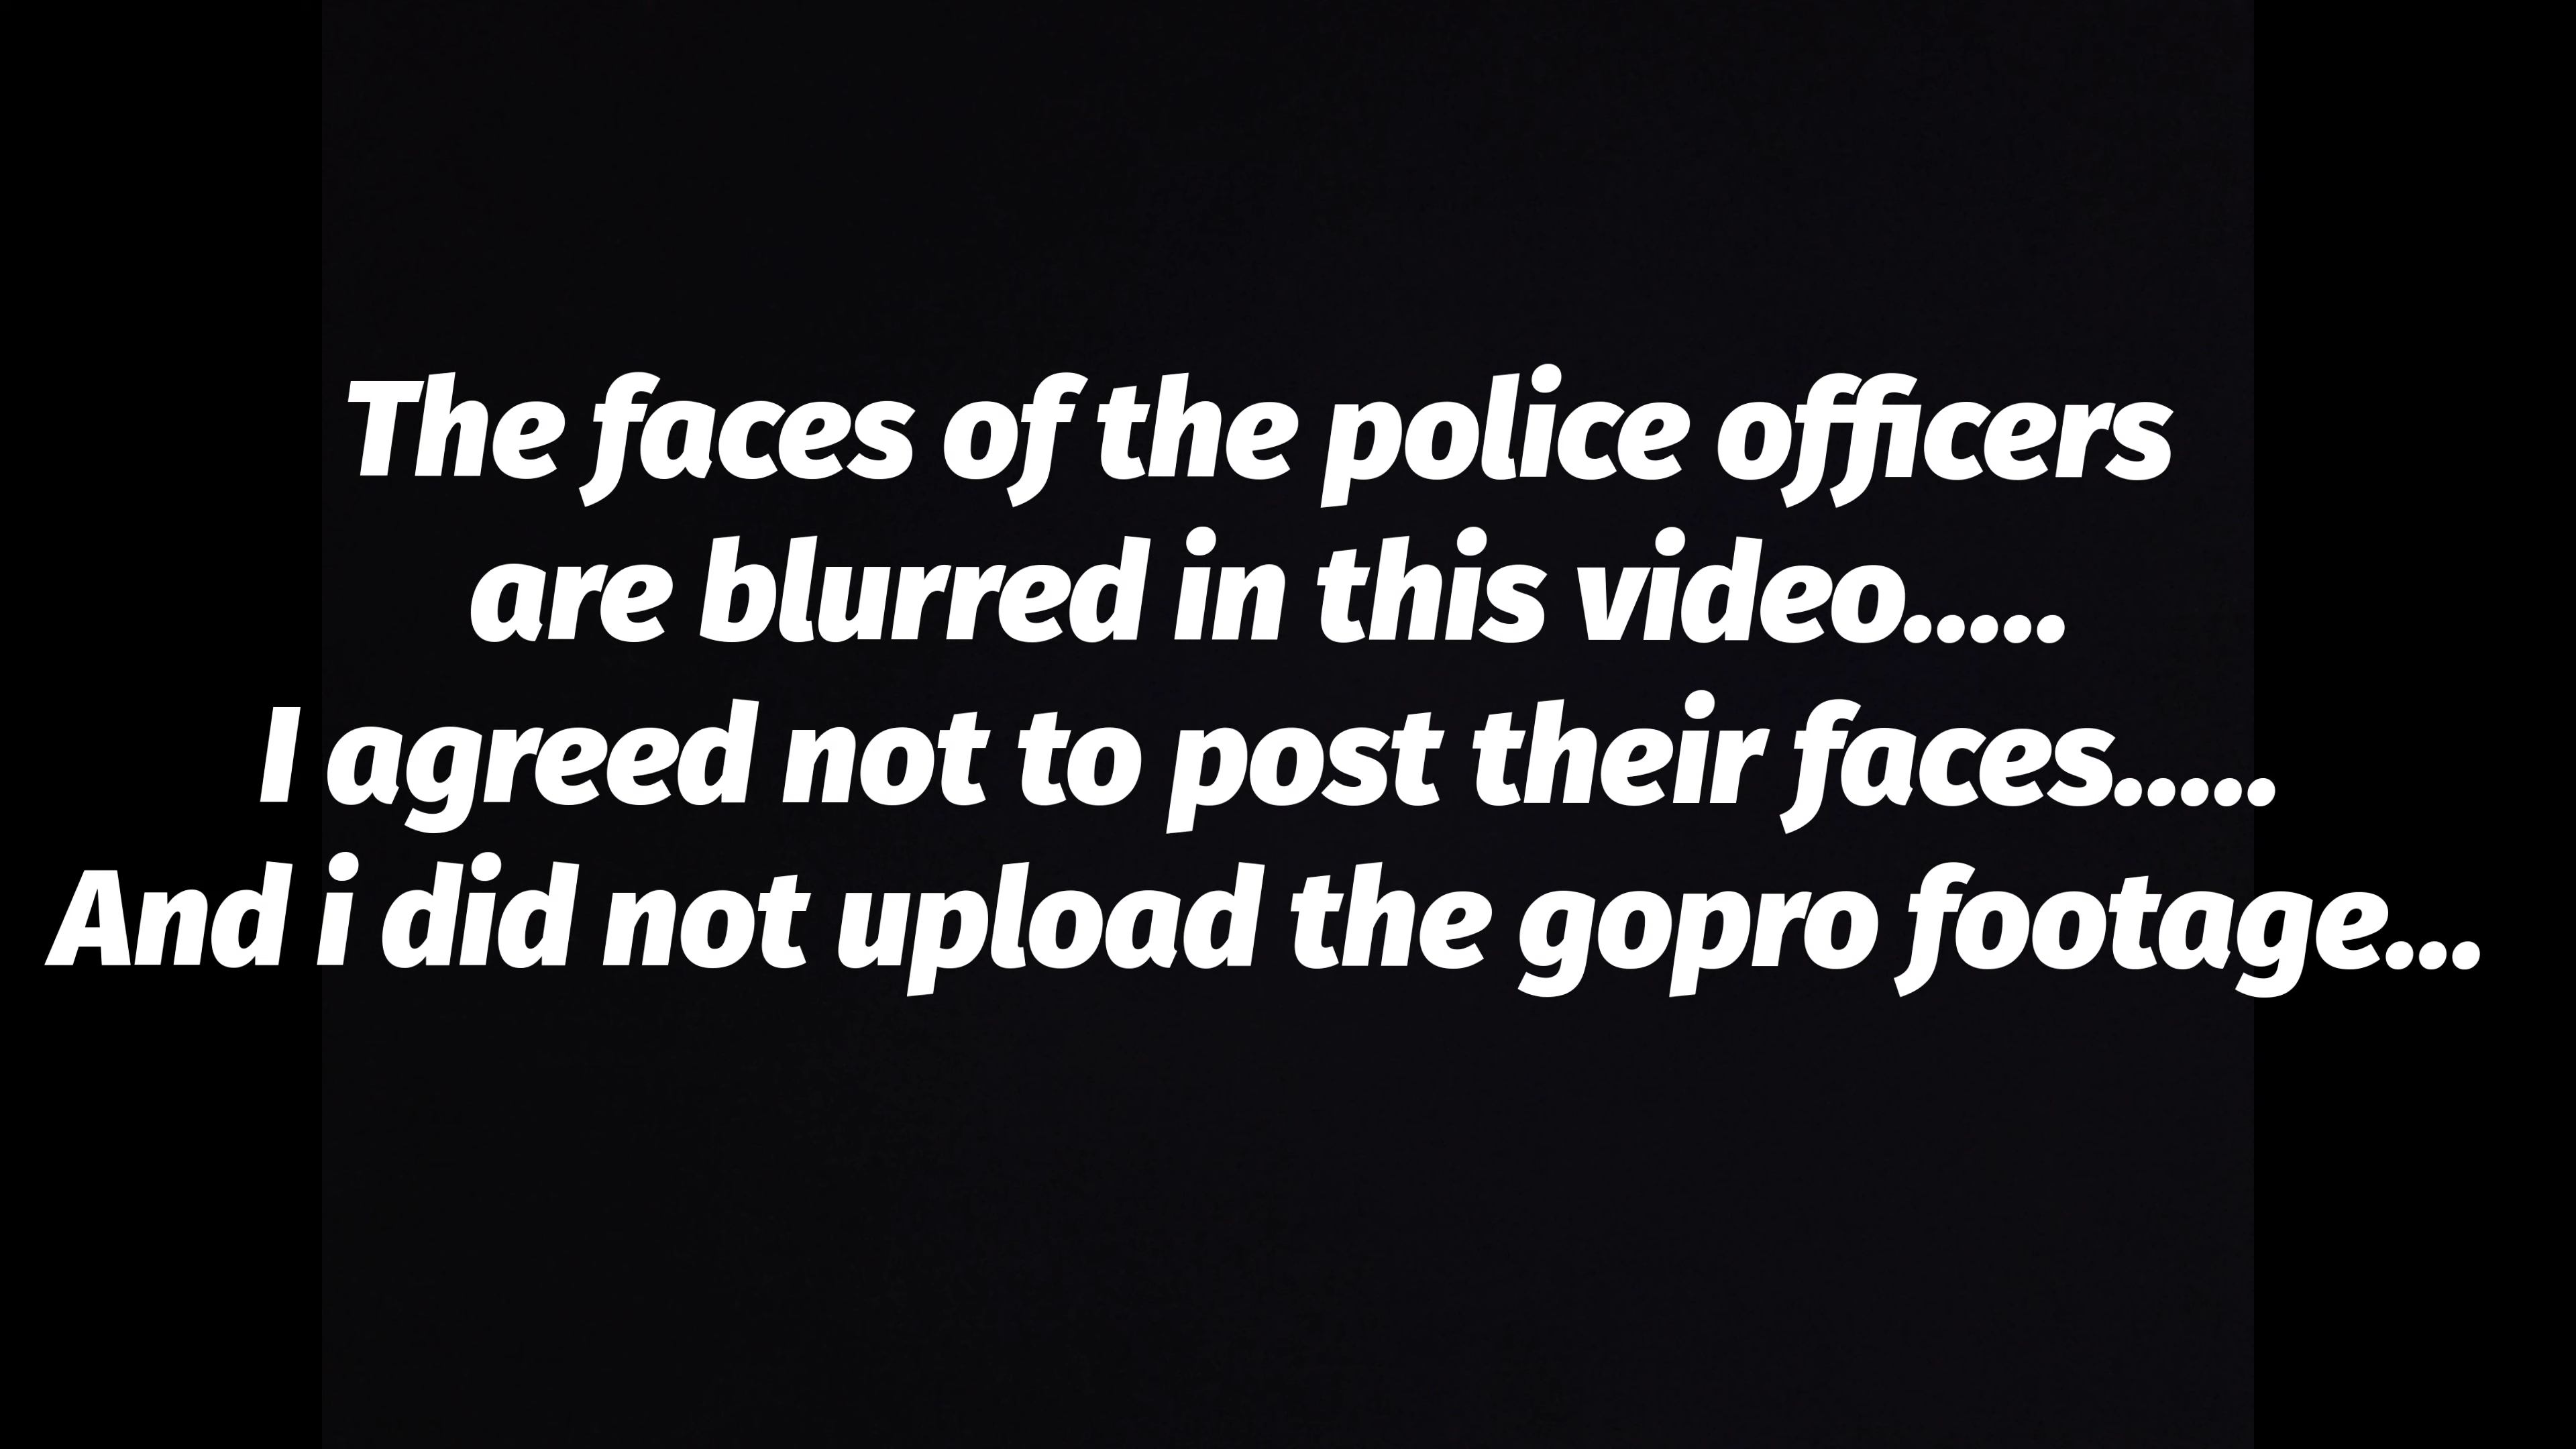 The faces of the police officers
are blurred in this video.....
I agreed not to post their faces.....
And i did not upload the gopro footage...